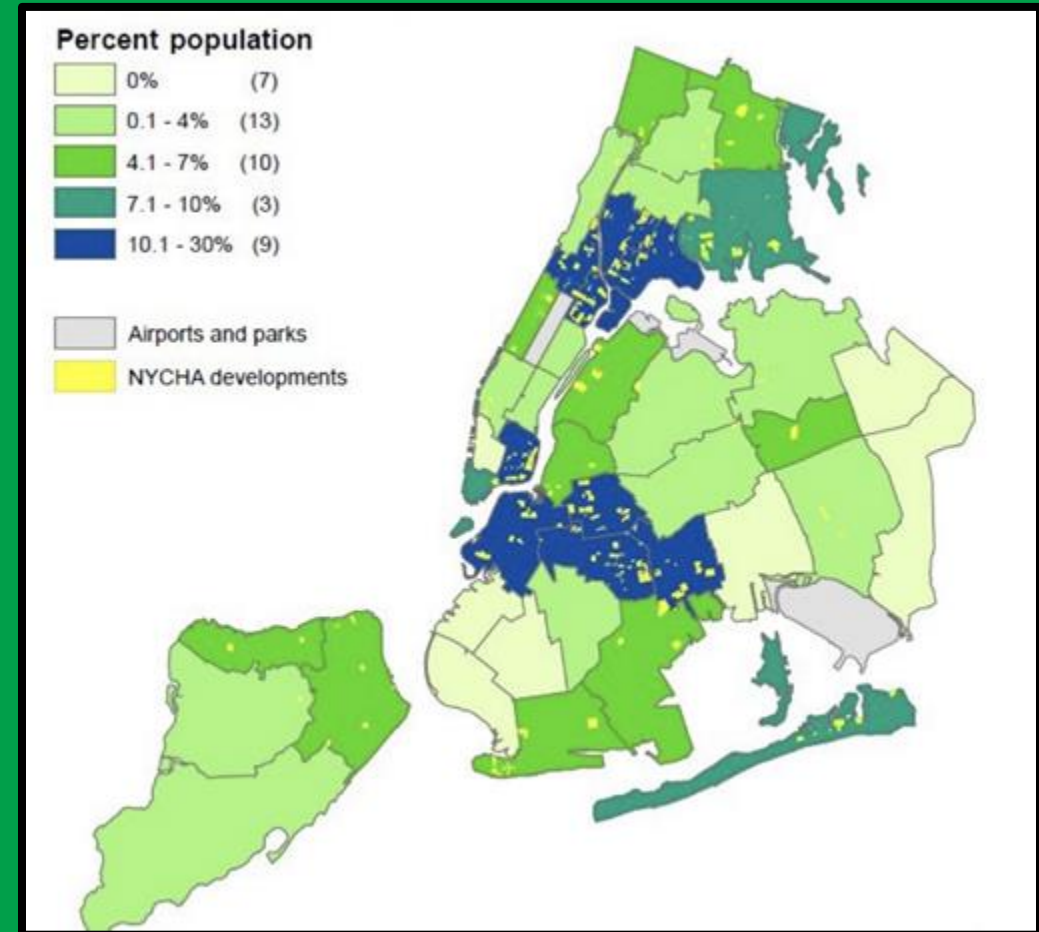 Percent population
0% (7)
0.1 - 4% (13)
4.1 - 7% (10)
7.1 - 10% (3)
10.1 - 30% (9)
Airports and parks
NYCHA developments